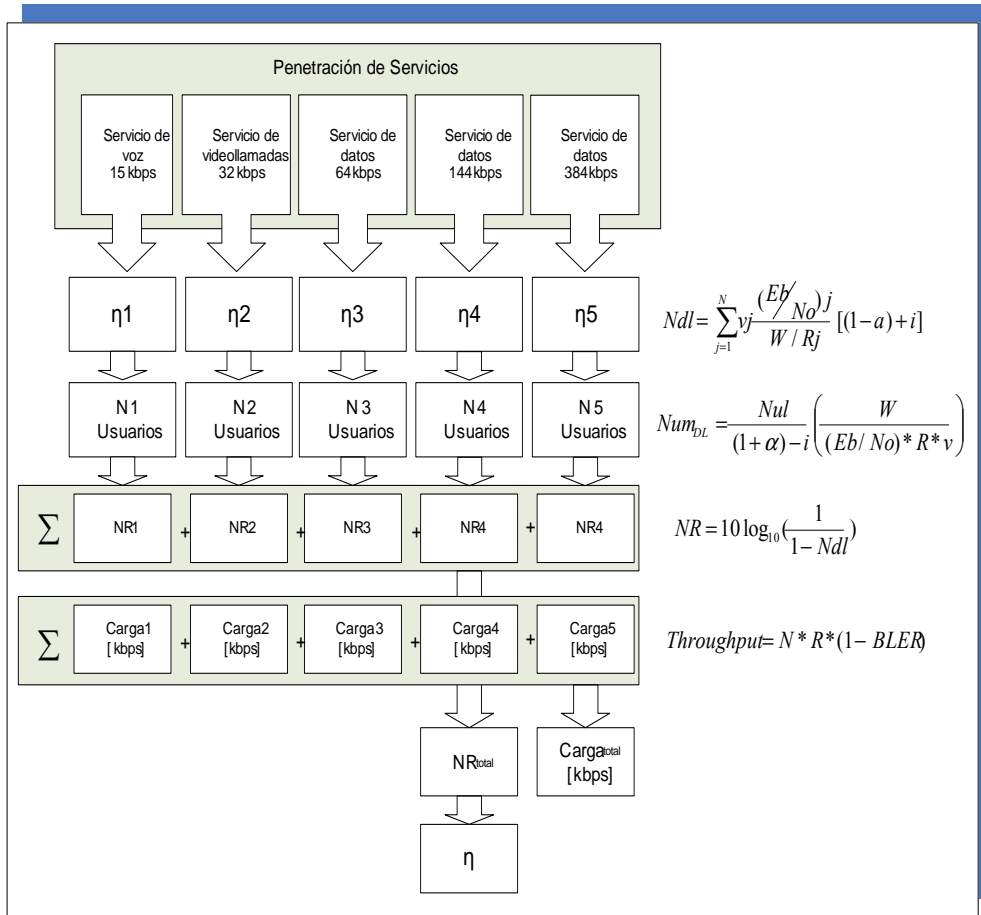 Penetración de Servicios
Servicio de voz 15 kbps
Servicio de videollamadas 32 kbps
Servicio de datos 64 kbps
Servicio de datos 144 kbps
Servicio de datos 384 kbps
η1 η2 η3 η4 η5
Ndl = ∑_{j=1}^{N} vj (Eb/No)j / (W / Rj) [(1 − a) + i]
N1 Usuarios
N2 Usuarios
N3 Usuarios
N4 Usuarios
N5 Usuarios
Num_{DL} = Nul / ((1 + α) − i) (W / ((Eb / No) * R * v))
∑ NR1 + NR2 + NR3 + NR4 + NR4
NR = 10 log_{10}(1 / (1 − Ndl))
∑ Carga1 [kbps] + Carga2 [kbps] + Carga3 [kbps] + Carga4 [kbps] + Carga5 [kbps]
Throughput = N * R * (1 − BLER)
NRtotal
Cargatotal [kbps]
η